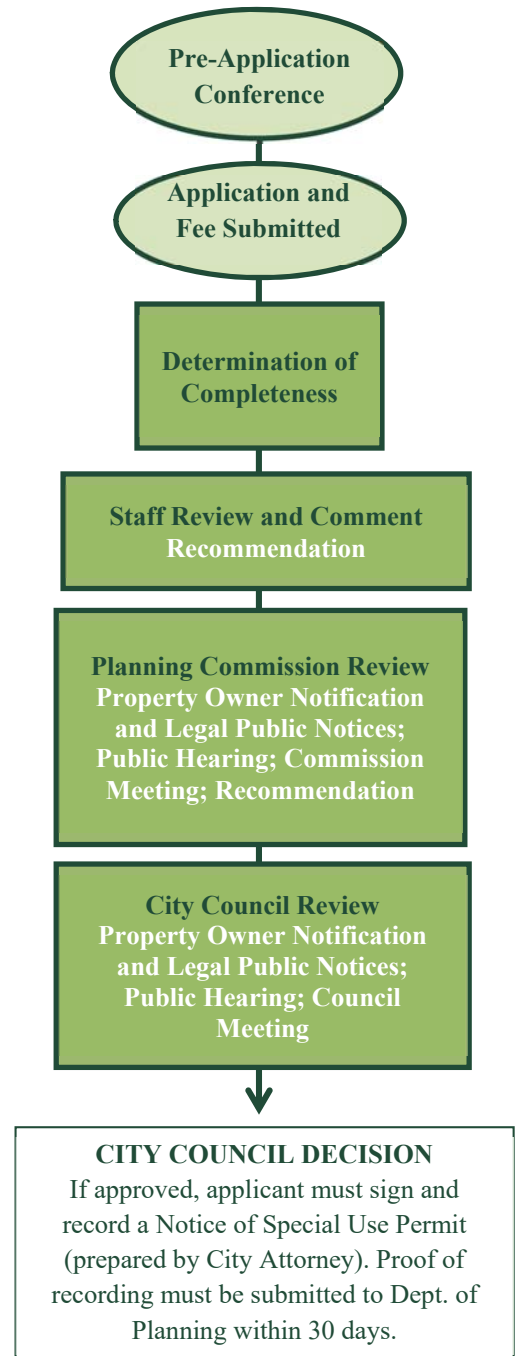 Pre-Application
Conference
Application and
Fee Submitted
Determination of
Completeness
Staff Review and Comment
Recommendation
Planning Commission Review
Property Owner Notification
and Legal Public Notices;
Public Hearing; Commission
Meeting; Recommendation
City Council Review
Property Owner Notification
and Legal Public Notices;
Public Hearing; Council
Meeting
CITY COUNCIL DECISION
If approved, applicant must sign and
record a Notice of Special Use Permit
(prepared by City Attorney). Proof of
recording must be submitted to Dept. of
Planning within 30 days.